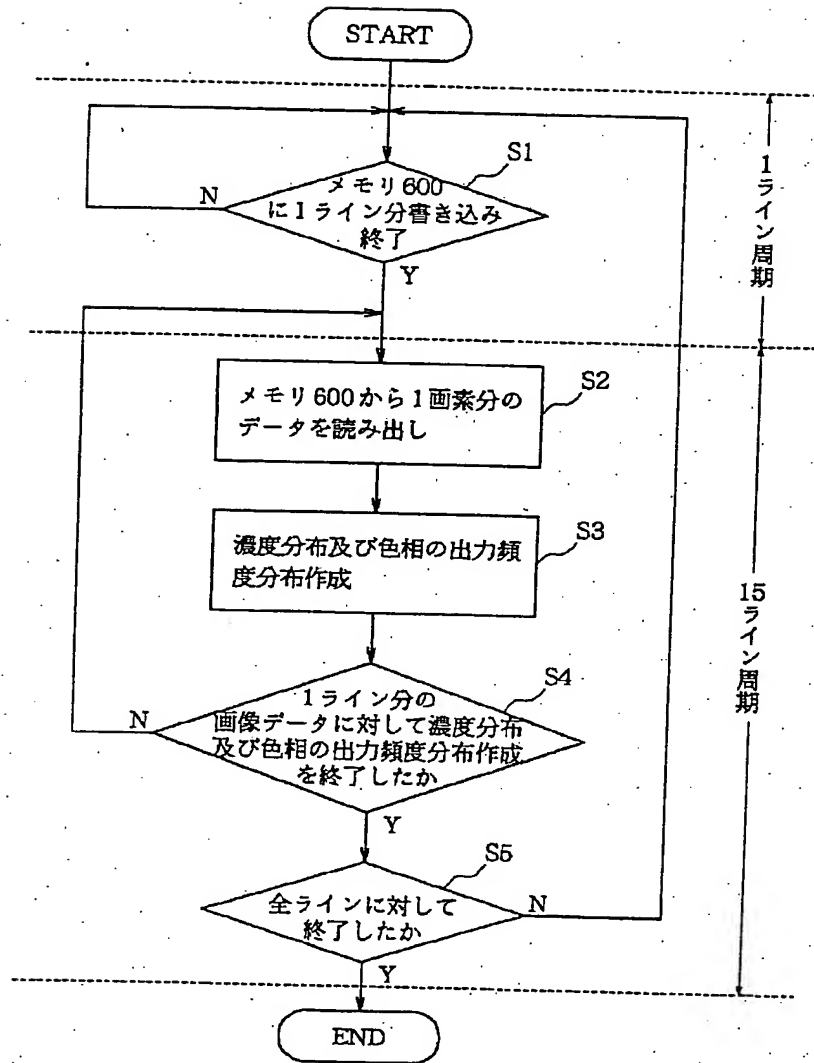 START
S1
メモリ600
に1ライン分書き込み
終了
N
Y
1ライン周期
S2
メモリ600から1画素分の
データを読み出し
S3
濃度分布及び色相の出力頻
度分布作成
S4
1ライン分の
画像データに対して濃度分布
及び色相の出力頻度分布作成
を終了したか
N
Y
15ライン周期
S5
全ラインに対して
終了したか
N
Y
END